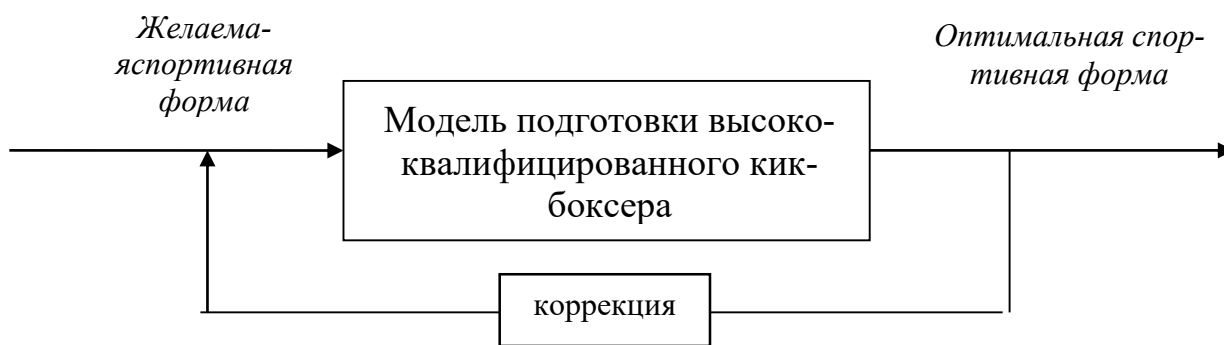 Желаема-
яспортивная
форма
Оптимальная спор-
тивная форма
Модель подготовки высоко-
квалифицированного кик-
боксера
коррекция